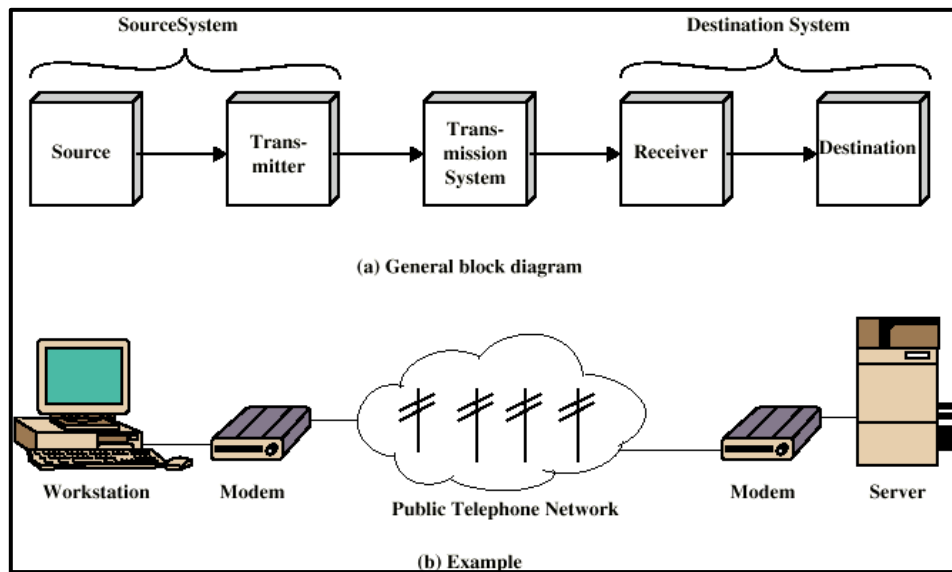 SourceSystem
Destination System
Source
Trans-
mitter
Trans-
mission
System
Receiver
Destination
(a) General block diagram
Workstation
Modem
Public Telephone Network
Modem
Server
(b) Example